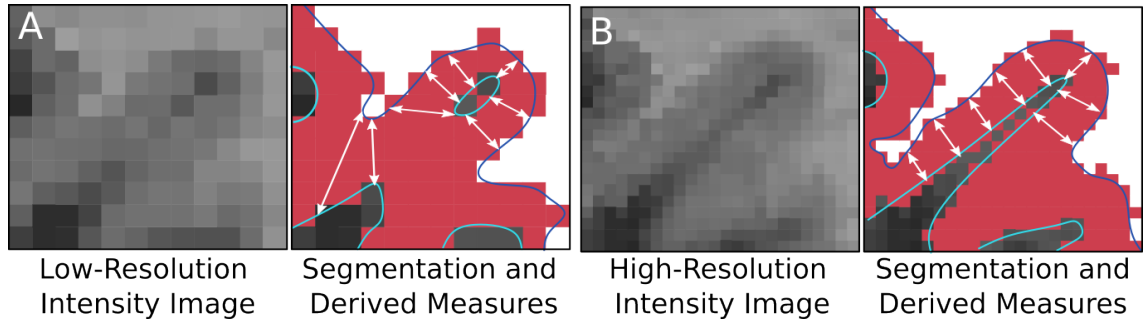 A
B
Low-Resolution
Intensity Image
Segmentation and
Derived Measures
High-Resolution
Intensity Image
Segmentation and
Derived Measures